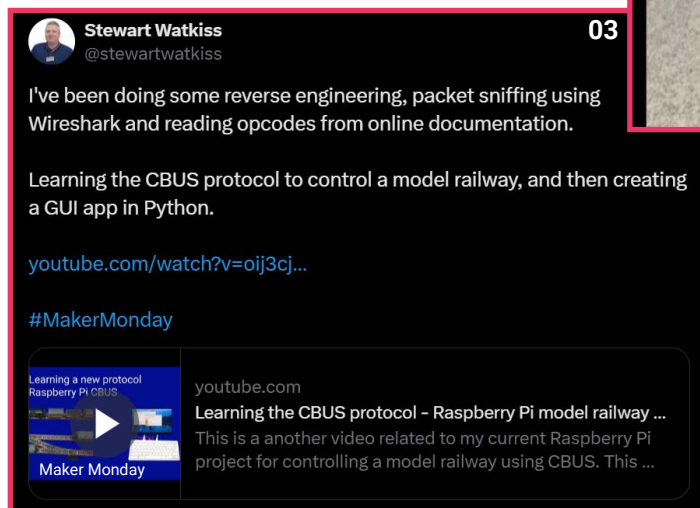 Stewart Watkiss
@stewartwatkiss
03
I've been doing some reverse engineering, packet sniffing using
Wireshark and reading opcodes from online documentation.
Learning the CBUS protocol to control a model railway, and then creating
a GUI app in Python.
youtube.com/watch?v=oij3cj...
#MakerMonday
Learning a new protocol
Raspberry Pi CBUS
Maker Monday
youtube.com
Learning the CBUS protocol - Raspberry Pi model railway ...
This is a another video related to my current Raspberry Pi
project for controlling a model railway using CBUS. This ...